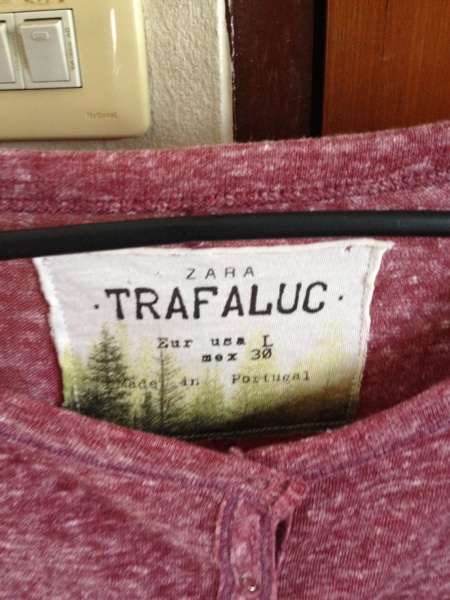 ZARA
·TRAFALUC·
Eur usa L
mex 30
Made in Portugal